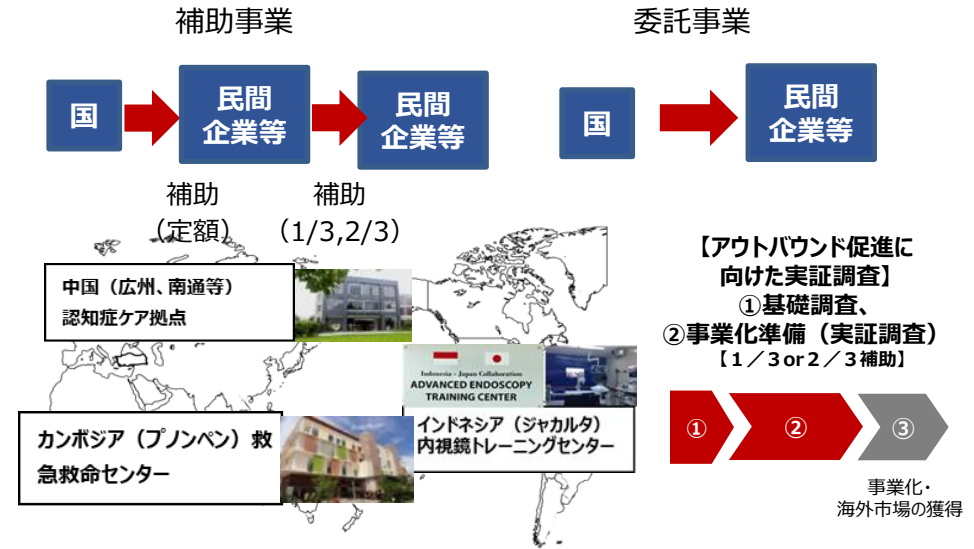 補助事業
委託事業
国
民間
企業等
民間
企業等
国
民間
企業等
補助
（定額）
補助
（1/3,2/3）
中国（広州、南通等）
認知症ケア拠点
Indonesia - Japan Collaboration
ADVANCED ENDOSCOPY
TRAINING CENTER
インドネシア（ジャカルタ）
内視鏡トレーニングセンター
カンボジア（プノンペン）救
急救命センター
【アウトバウンド促進に
向けた実証調査】
①基礎調査、
②事業化準備（実証調査）
【１／３or２／３補助】
①
②
③
事業化・
海外市場の獲得